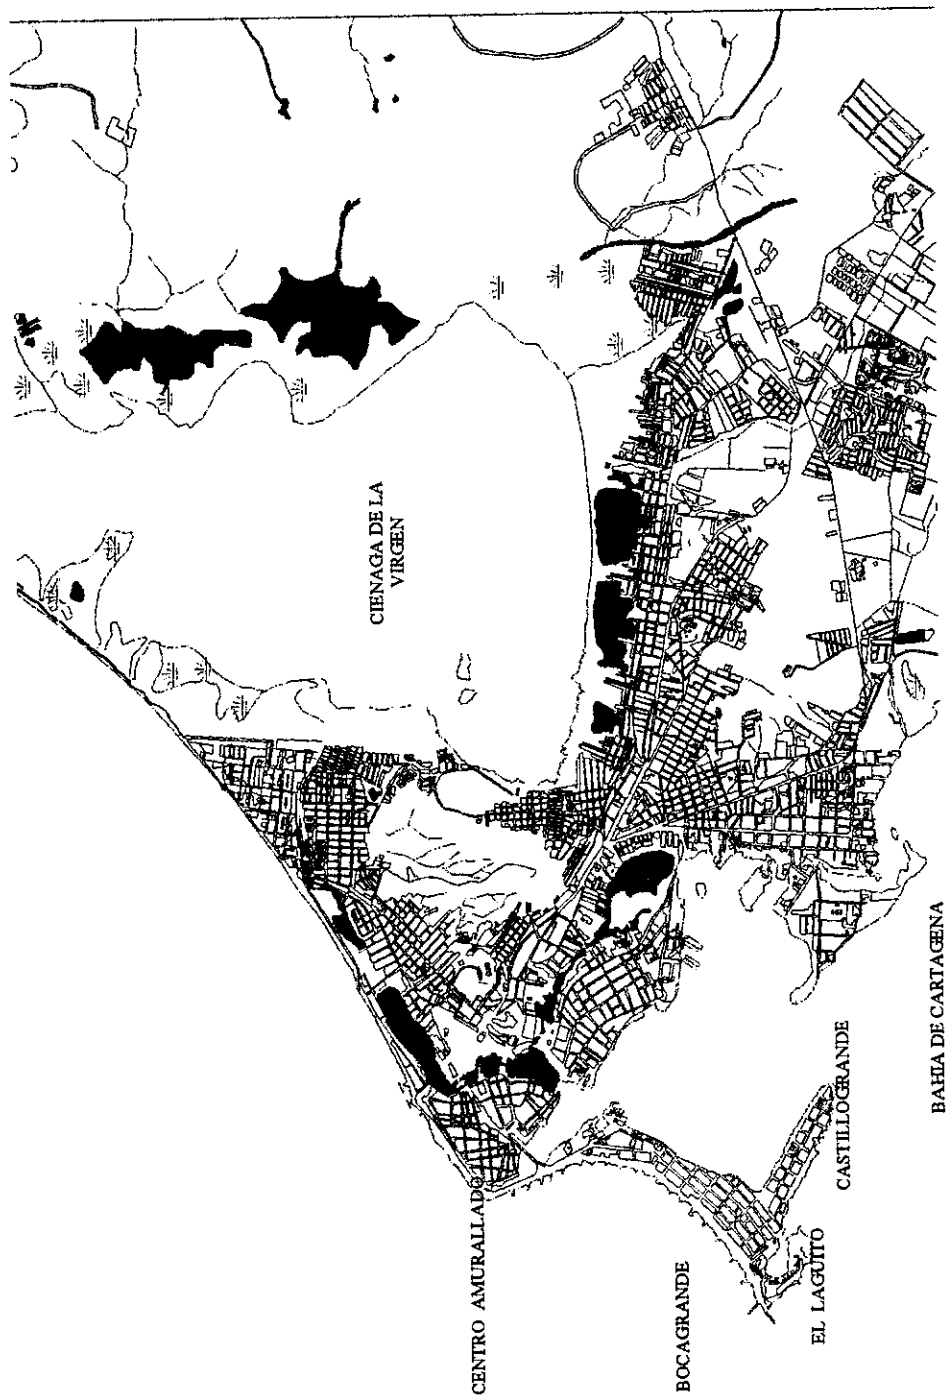 CIENAGA DE LA
VIRGEN
CENTRO AMURALLADO
BOCAGRANDE
EL LAGUITO
CASTILLOGRANDE
BAHIA DE CARTAGENA